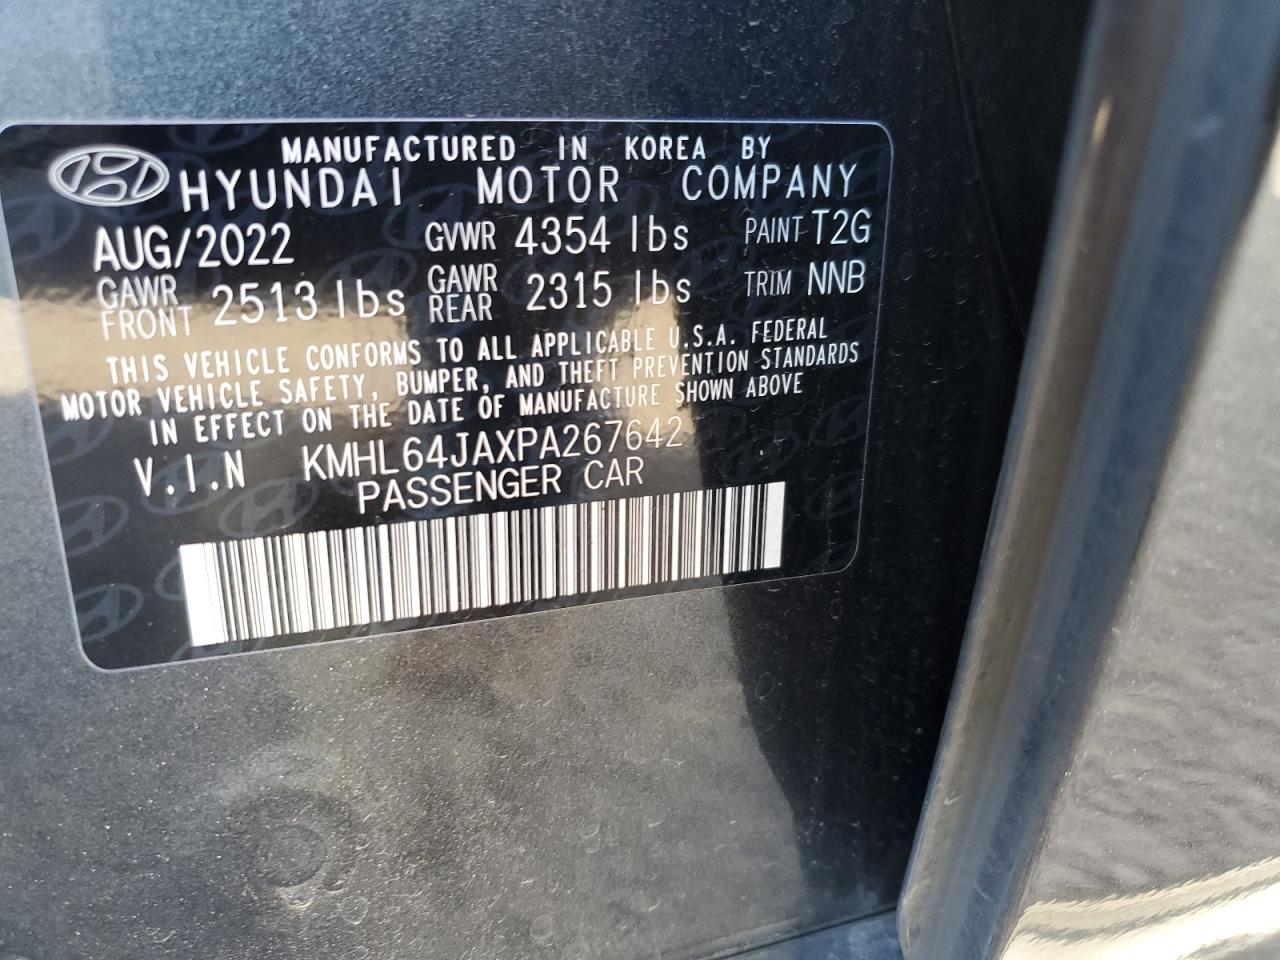 MANUFACTURED IN KOREA BY
HYUNDAI MOTOR COMPANY
AUG/2022 GVWR 4354 lbs PAINT T2G
GAWR FRONT 2513 lbs GAWR REAR 2315 lbs TRIM NNB
THIS VEHICLE CONFORMS TO ALL APPLICABLE U.S.A. FEDERAL
MOTOR VEHICLE SAFETY, BUMPER, AND THEFT PREVENTION STANDARDS
IN EFFECT ON THE DATE OF MANUFACTURE SHOWN ABOVE
V.I.N KMHL64JAXPA267642
PASSENGER CAR